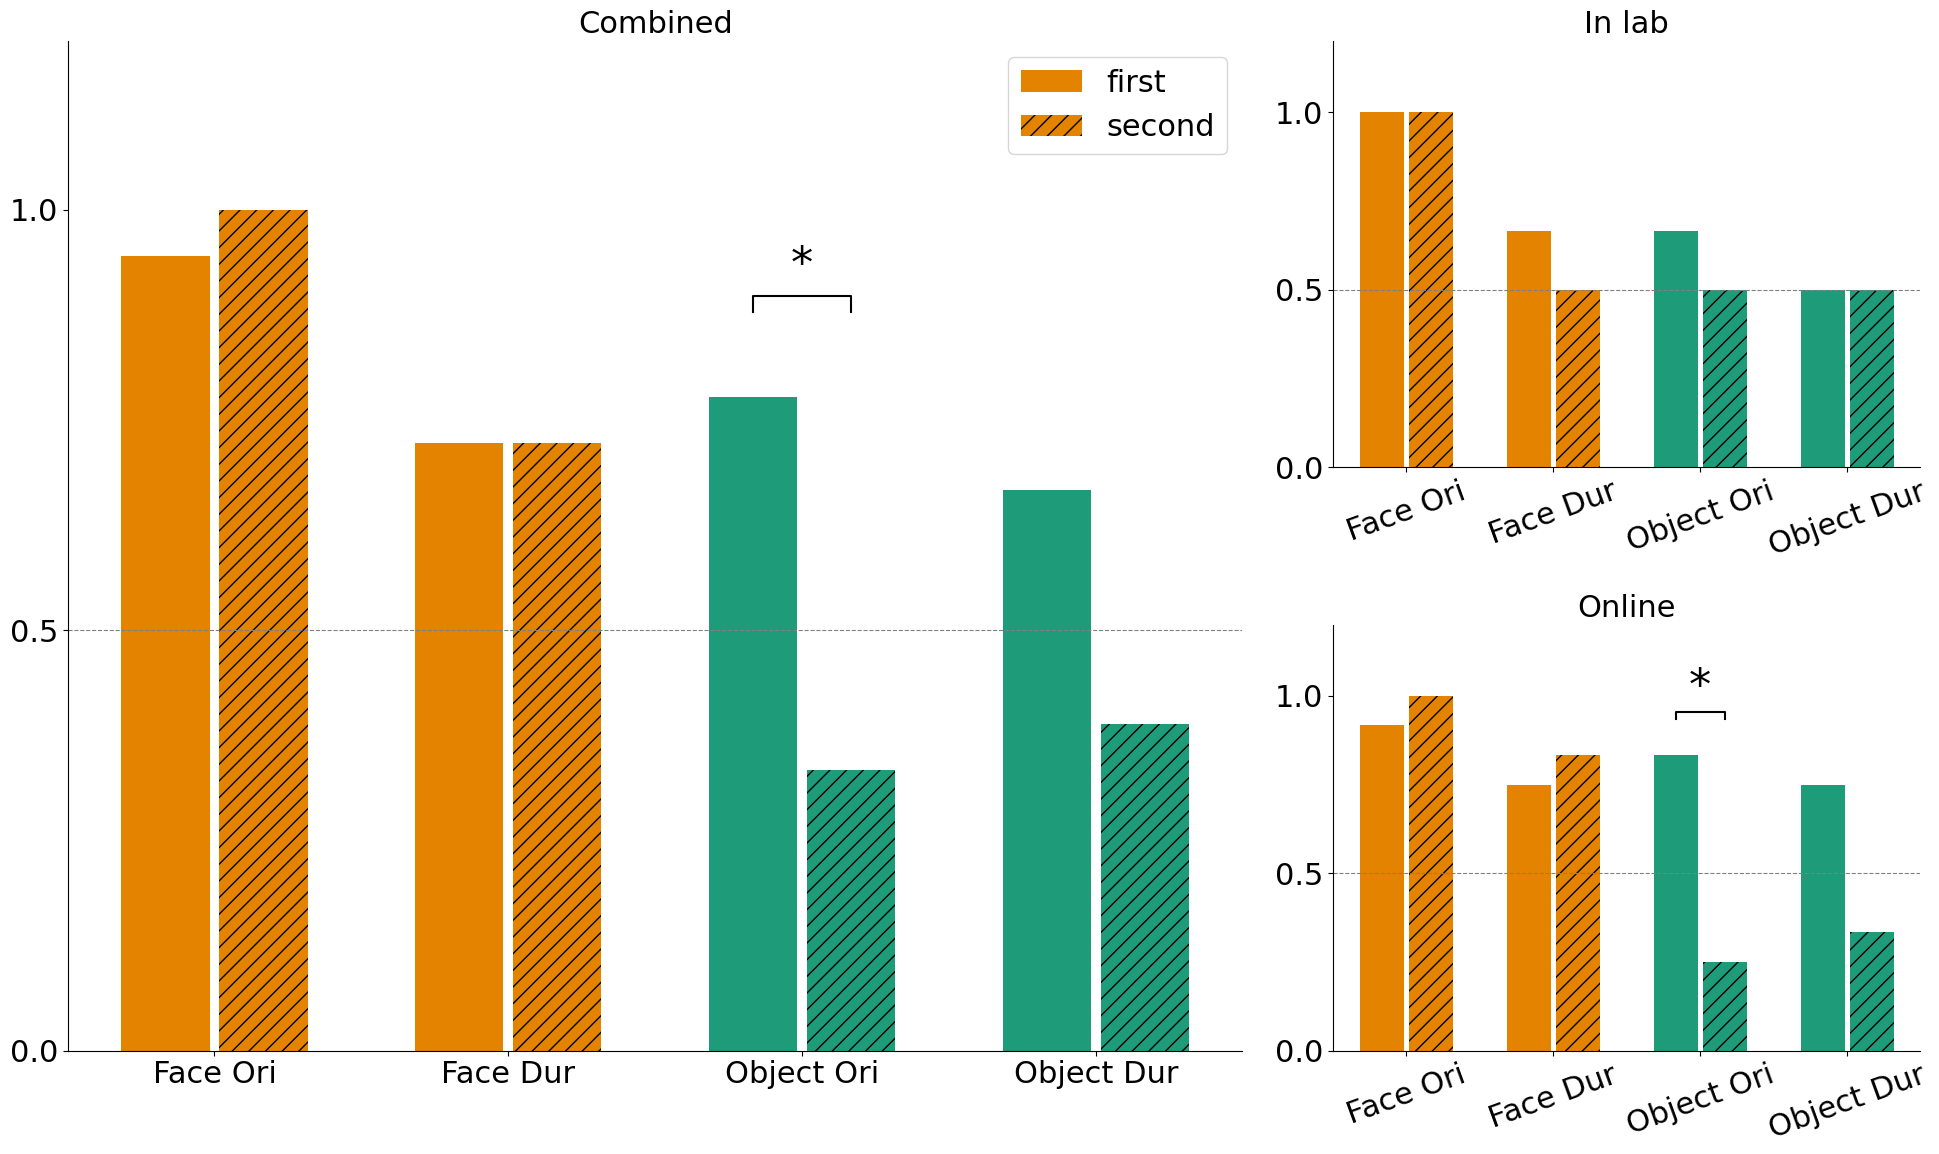 Combined
first
second
1.0
0.5
0.0
*
Face Ori
Face Dur
Object Ori
Object Dur
In lab
1.0
0.5
0.0
Face Ori
Face Dur
Object Ori
Object Dur
Online
*
1.0
0.5
0.0
Face Ori
Face Dur
Object Ori
Object Dur